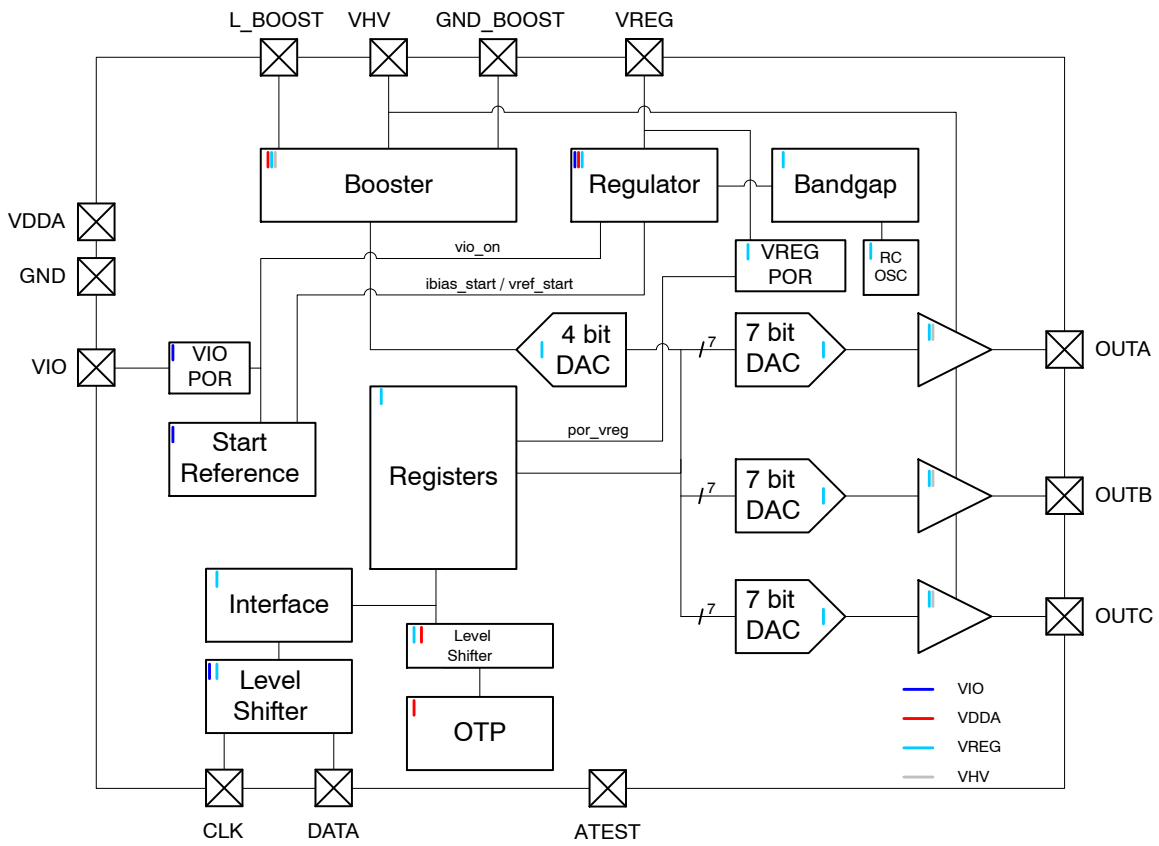 L_BOOST
VHV
GND_BOOST
VREG
Booster
Regulator
Bandgap
VDDA
GND
vio_on
VREG
POR
RC
OSC
ibias_start / vref_start
VIO
VIO
POR
4 bit
DAC
7
7 bit
DAC
OUTA
Start
Reference
Registers
por_vreg
7
7 bit
DAC
OUTB
Interface
Level
Shifter
7
7 bit
DAC
OUTC
Level
Shifter
OTP
VIO
VDDA
VREG
VHV
CLK
DATA
ATEST